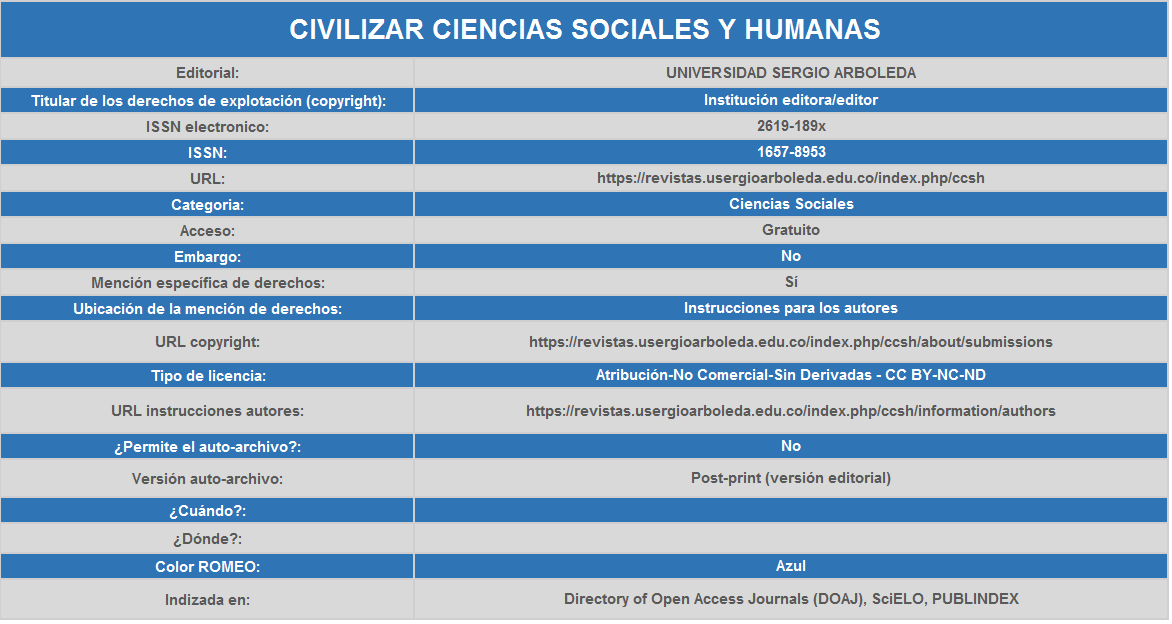 CIVILIZAR CIENCIAS SOCIALES Y HUMANAS
Editorial: UNIVERSIDAD SERGIO ARBOLEDA
Titular de los derechos de explotación (copyright): Institución editora/editor
ISSN electronico: 2619-189x
ISSN: 1657-8953
URL: https://revistas.usergioarboleda.edu.co/index.php/ccsh
Categoria: Ciencias Sociales
Acceso: Gratuito
Embargo: No
Mención específica de derechos: Sí
Ubicación de la mención de derechos: Instrucciones para los autores
URL copyright: https://revistas.usergioarboleda.edu.co/index.php/ccsh/about/submissions
Tipo de licencia: Atribución-No Comercial-Sin Derivadas - CC BY-NC-ND
URL instrucciones autores: https://revistas.usergioarboleda.edu.co/index.php/ccsh/information/authors
¿Permite el auto-archivo?: No
Versión auto-archivo: Post-print (versión editorial)
¿Cuándo?:
¿Dónde?:
Color ROMEO: Azul
Indizada en: Directory of Open Access Journals (DOAJ), SciELO, PUBLINDEX